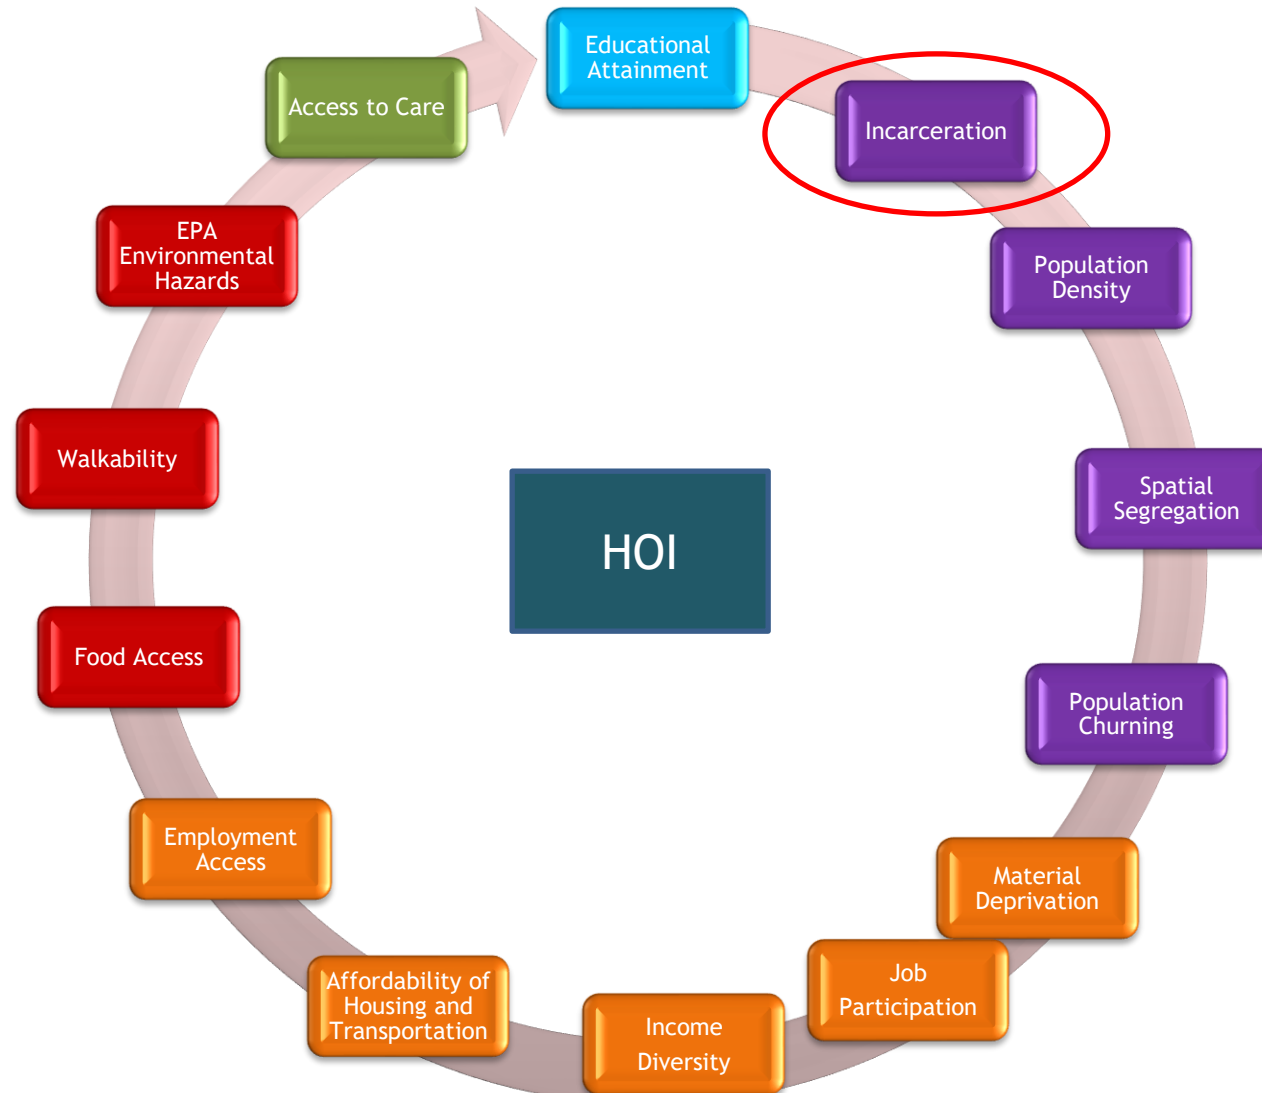 Educational
Attainment
Incarceration
Population
Density
Spatial
Segregation
Population
Churning
Material
Deprivation
Job
Participation
Income
Diversity
Affordability of
Housing and
Transportation
Employment
Access
Food Access
Walkability
EPA
Environmental
Hazards
Access to Care
HOI